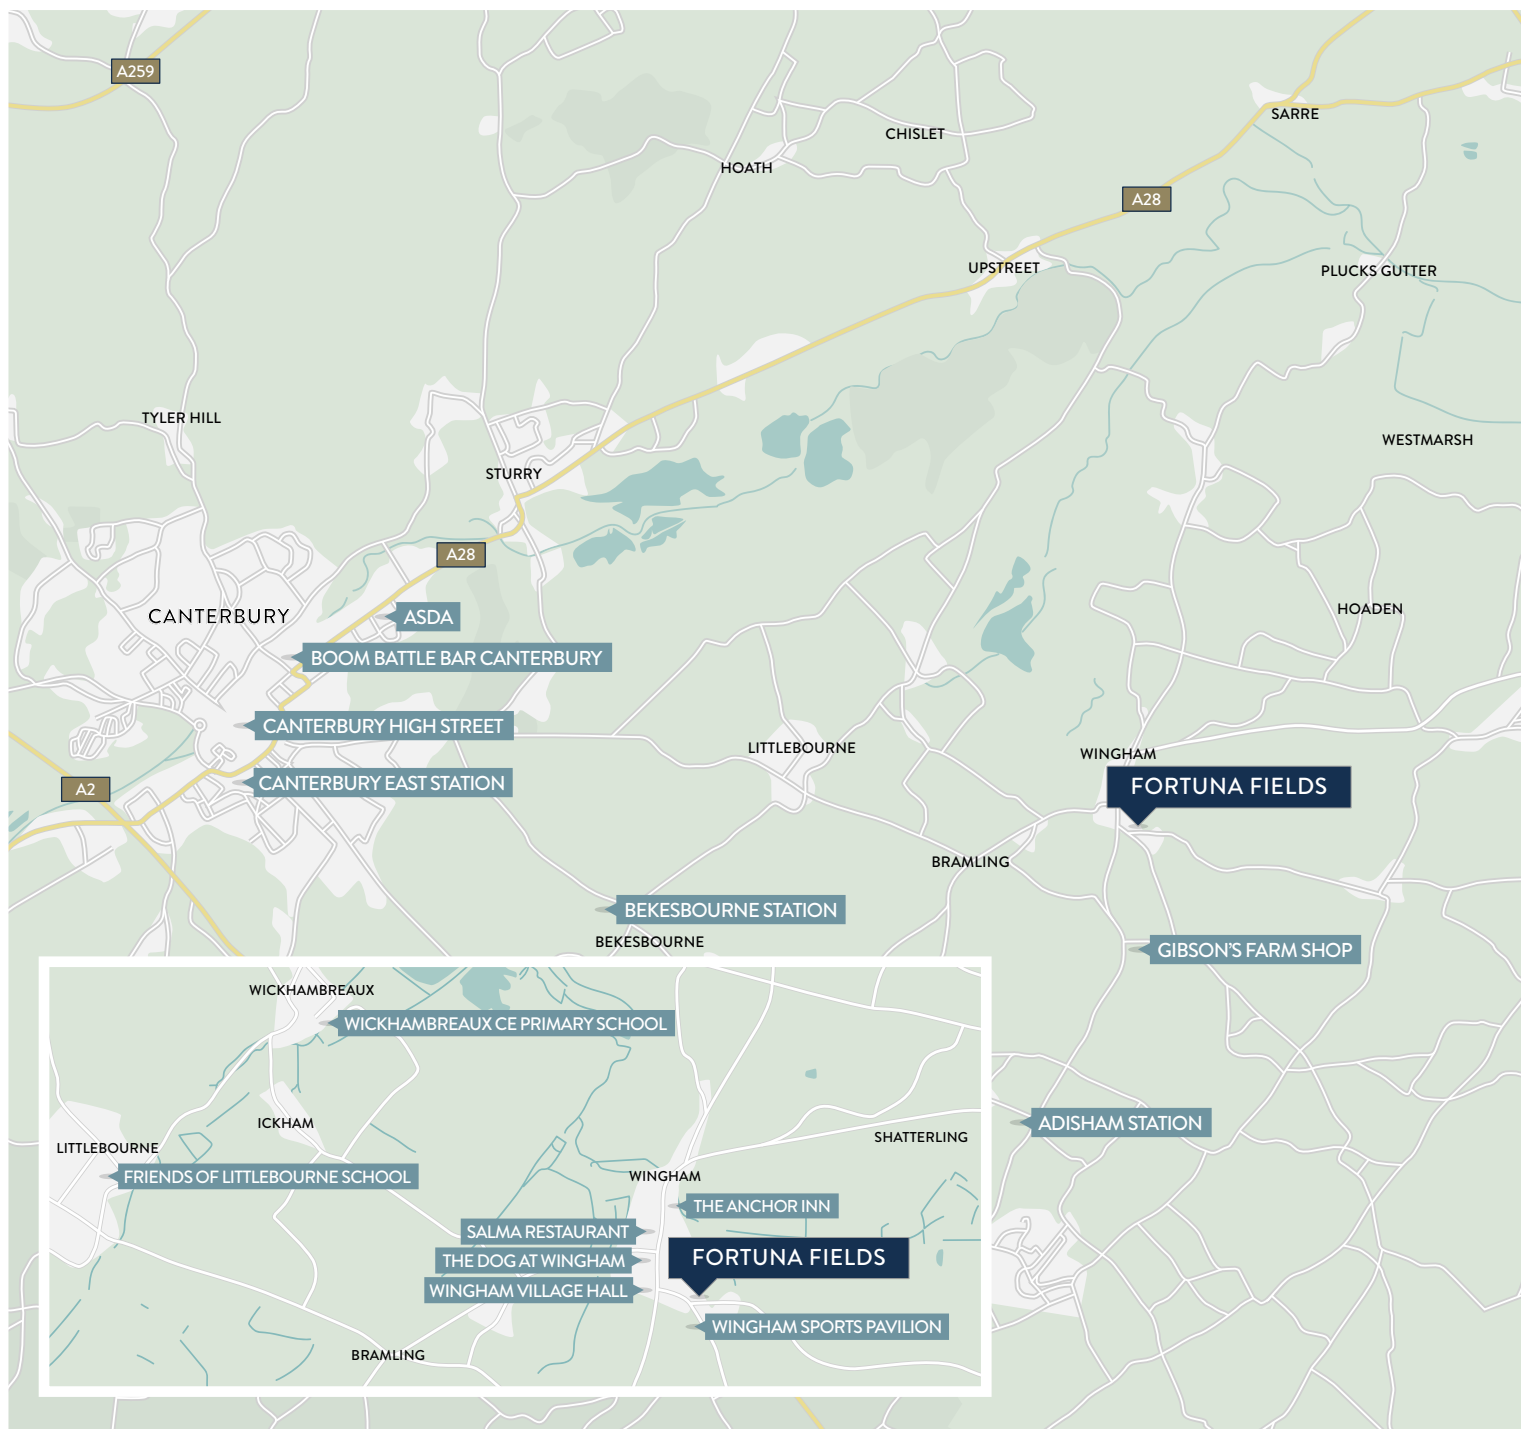 A259
SARRE
CHISLET
HOATH
A28
UPSTREET
PLUCKS GUTTER
TYLER HILL
WESTMARSH
STURRY
A28
CANTERBURY
ASDA
HOADEN
BOOM BATTLE BAR CANTERBURY
CANTERBURY HIGH STREET
LITTLEBOURNE
WINGHAM
CANTERBURY EAST STATION
A2
FORTUNA FIELDS
BRAMLING
BEKESBOURNE STATION
BEKESBOURNE
GIBSON'S FARM SHOP
ADISHAM STATION
WICKHAMBREAUX
WICKHAMBREAUX CE PRIMARY SCHOOL
ICKHAM
SHATTERLING
LITTLEBOURNE
FRIENDS OF LITTLEBOURNE SCHOOL
WINGHAM
THE ANCHOR INN
SALMA RESTAURANT
THE DOG AT WINGHAM
FORTUNA FIELDS
WINGHAM VILLAGE HALL
WINGHAM SPORTS PAVILION
BRAMLING